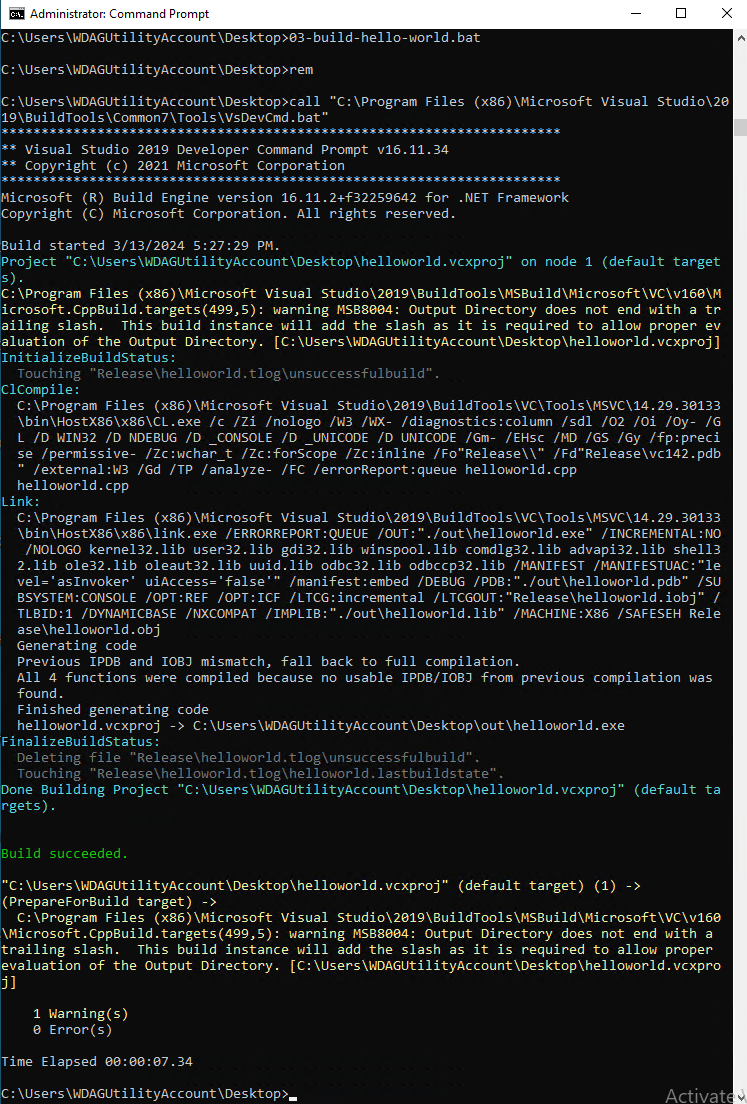 Administrator: Command Prompt
C:\Users\WDAGUtilityAccount\Desktop>03-build-hello-world.bat
C:\Users\WDAGUtilityAccount\Desktop>rem
C:\Users\WDAGUtilityAccount\Desktop>call "C:\Program Files (x86)\Microsoft Visual Studio\20
19\BuildTools\Common7\Tools\VsDevCmd.bat"
**********************************************************************
** Visual Studio 2019 Developer Command Prompt v16.11.34
** Copyright (c) 2021 Microsoft Corporation
**********************************************************************
Microsoft (R) Build Engine version 16.11.2+f32259642 for .NET Framework
Copyright (C) Microsoft Corporation. All rights reserved.
Build started 3/13/2024 5:27:29 PM.
Project "C:\Users\WDAGUtilityAccount\Desktop\helloworld.vcxproj" on node 1 (default target
s).
C:\Program Files (x86)\Microsoft Visual Studio\2019\BuildTools\MSBuild\Microsoft\VC\v160\M
icrosoft.CppBuild.targets(499,5): warning MSB8004: Output Directory does not end with a tr
ailing slash.  This build instance will add the slash as it is required to allow proper ev
aluation of the Output Directory. [C:\Users\WDAGUtilityAccount\Desktop\helloworld.vcxproj]
InitializeBuildStatus:
  Touching "Release\helloworld.tlog\unsuccessfulbuild".
ClCompile:
  C:\Program Files (x86)\Microsoft Visual Studio\2019\BuildTools\VC\Tools\MSVC\14.29.30133
  \bin\HostX86\x86\CL.exe /c /Zi /nologo /W3 /WX- /diagnostics:column /sdl /O2 /Oi /Oy- /G
  L /D WIN32 /D NDEBUG /D _CONSOLE /D _UNICODE /D UNICODE /Gm- /EHsc /MD /GS /Gy /fp:preci
  se /permissive- /Zc:wchar_t /Zc:forScope /Zc:inline /Fo"Release\\" /Fd"Release\vc142.pdb
  " /external:W3 /Gd /TP /analyze- /FC /errorReport:queue helloworld.cpp
  helloworld.cpp
Link:
  C:\Program Files (x86)\Microsoft Visual Studio\2019\BuildTools\VC\Tools\MSVC\14.29.30133
  \bin\HostX86\x86\link.exe /ERRORREPORT:QUEUE /OUT:"./out\helloworld.exe" /INCREMENTAL:NO
   /NOLOGO kernel32.lib user32.lib gdi32.lib winspool.lib comdlg32.lib advapi32.lib shell3
  2.lib ole32.lib oleaut32.lib uuid.lib odbc32.lib odbccp32.lib /MANIFEST /MANIFESTUAC:"le
  vel='asInvoker' uiAccess='false'" /manifest:embed /DEBUG /PDB:"./out\helloworld.pdb" /SU
  BSYSTEM:CONSOLE /OPT:REF /OPT:ICF /LTCG:incremental /LTCGOUT:"Release\helloworld.iobj" /
  TLBID:1 /DYNAMICBASE /NXCOMPAT /IMPLIB:"./out\helloworld.lib" /MACHINE:X86 /SAFESEH Rele
  ase\helloworld.obj
  Generating code
  Previous IPDB and IOBJ mismatch, fall back to full compilation.
  All 4 functions were compiled because no usable IPDB/IOBJ from previous compilation was
  found.
  Finished generating code
  helloworld.vcxproj -> C:\Users\WDAGUtilityAccount\Desktop\out\helloworld.exe
FinalizeBuildStatus:
  Deleting file "Release\helloworld.tlog\unsuccessfulbuild".
  Touching "Release\helloworld.tlog\helloworld.lastbuildstate".
Done Building Project "C:\Users\WDAGUtilityAccount\Desktop\helloworld.vcxproj" (default ta
rgets).
Build succeeded.
"C:\Users\WDAGUtilityAccount\Desktop\helloworld.vcxproj" (default target) (1) ->
(PrepareForBuild target) ->
  C:\Program Files (x86)\Microsoft Visual Studio\2019\BuildTools\MSBuild\Microsoft\VC\v160
\Microsoft.CppBuild.targets(499,5): warning MSB8004: Output Directory does not end with a
trailing slash.  This build instance will add the slash as it is required to allow proper
evaluation of the Output Directory. [C:\Users\WDAGUtilityAccount\Desktop\helloworld.vcxpro
j]
    1 Warning(s)
    0 Error(s)
Time Elapsed 00:00:07.34
C:\Users\WDAGUtilityAccount\Desktop>
Activate